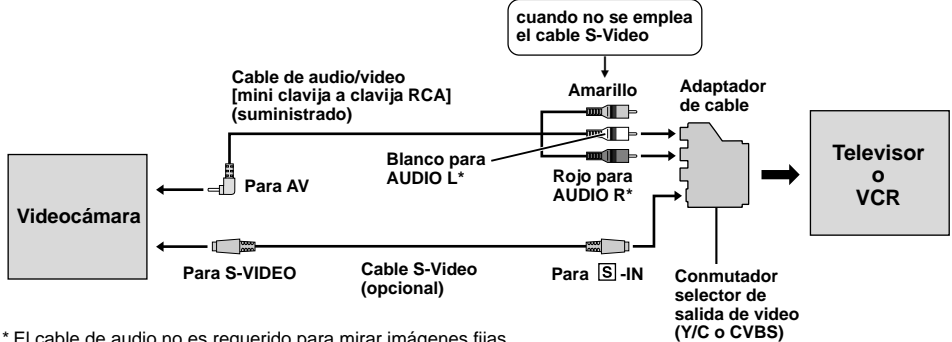 cuando no se emplea
el cable S-Video
Cable de audio/video
[mini clavija a clavija RCA]
(suministrado)
Amarillo
Adaptador
de cable
Blanco para
AUDIO L*
Rojo para
AUDIO R*
Televisor
o
VCR
Videocámara
Para AV
Para S-VIDEO
Cable S-Video
(opcional)
Para S -IN
Conmutador
selector de
salida de video
(Y/C o CVBS)
* El cable de audio no es requerido para mirar imágenes fijas